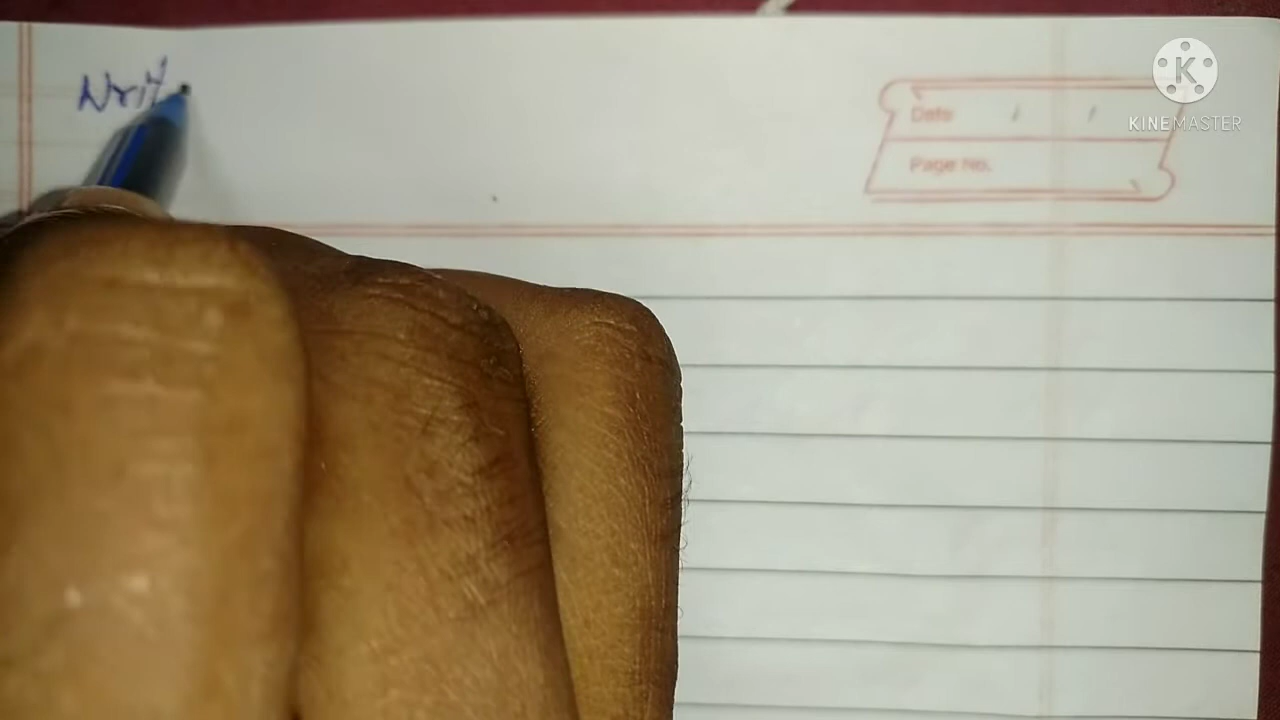 Writ
Date / /
Page No.
K
KINEMASTER